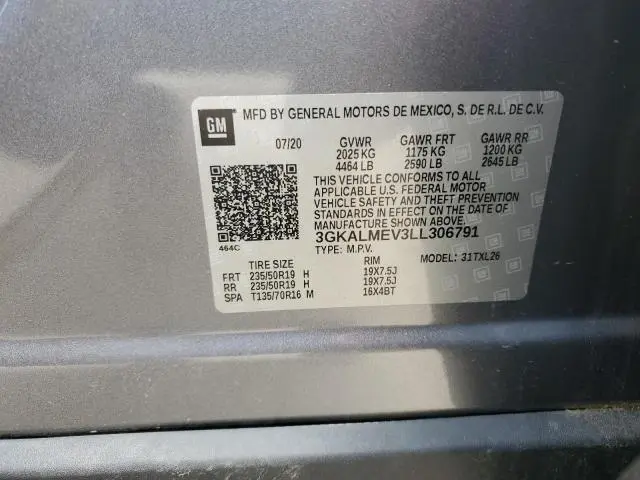 GM
MFD BY GENERAL MOTORS DE MEXICO, S. DE R.L. DE C.V.
07/20 GVWR GAWR FRT GAWR RR
2025 KG 1175 KG 1200 KG
4464 LB 2590 LB 2645 LB
THIS VEHICLE CONFORMS TO ALL
APPLICABLE U.S. FEDERAL MOTOR
VEHICLE SAFETY AND THEFT PREVENTION
STANDARDS IN EFFECT ON THE DATE OF
MANUFACTURE SHOWN ABOVE.
3GKALMEV3LL306791
464C TYPE: M.P.V. MODEL: 31TXL26
TIRE SIZE RIM
FRT 235/50R19 H 19X7.5J
RR 235/50R19 H 19X7.5J
SPA T135/70R16 M 16X4BT